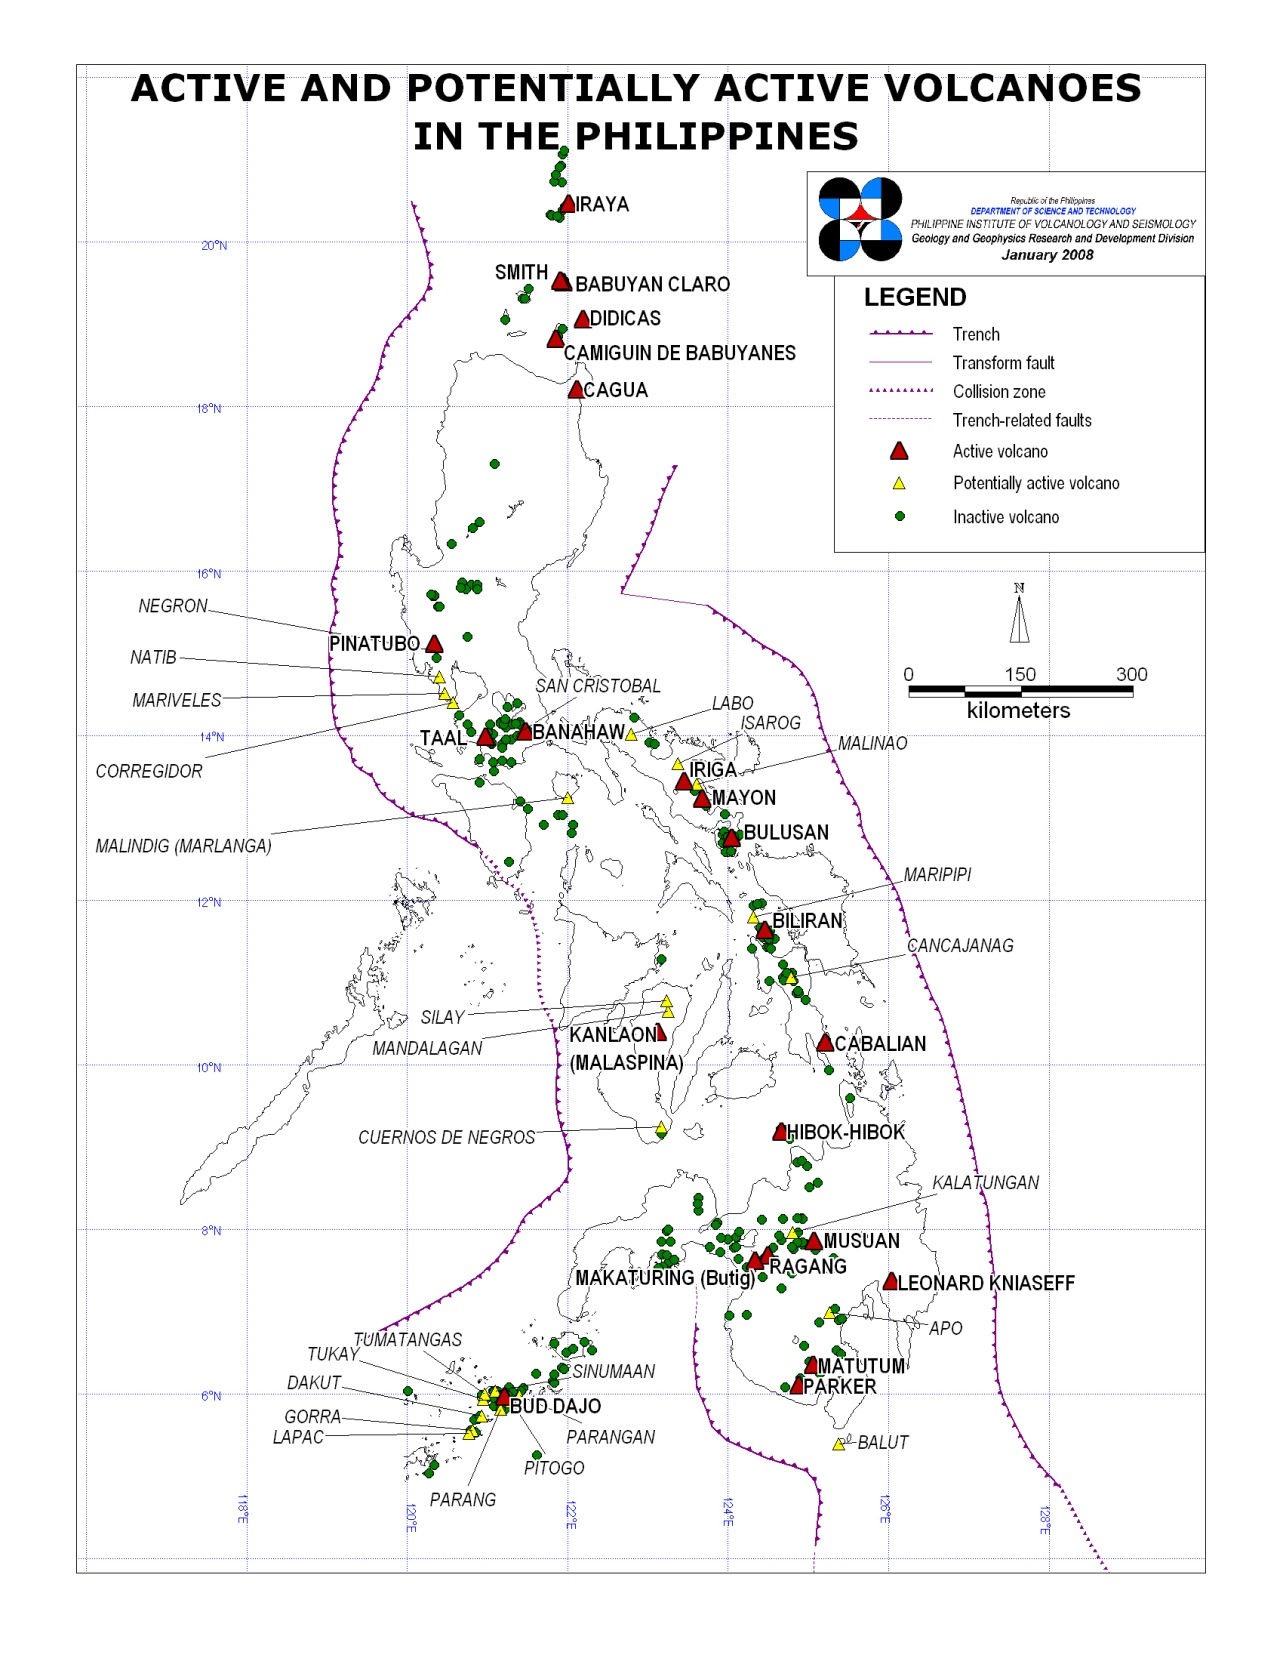 ACTIVE AND POTENTIALLY ACTIVE VOLCANOES
IN THE PHILIPPINES
Republic of the Philippines
DEPARTMENT OF SCIENCE AND TECHNOLOGY
PHILIPPINE INSTITUTE OF VOLCANOLOGY AND SEISMOLOGY
Geology and Geophysics Research and Development Division
January 2008
LEGEND
Trench
Transform fault
Collision zone
Trench-related faults
Active volcano
Potentially active volcano
Inactive volcano
N
0 150 300
kilometers
IRAYA
20°N
SMITH
BABUYAN CLARO
DIDICAS
CAMIGUIN DE BABUYANES
CAGUA
18°N
16°N
NEGRON
PINATUBO
NATIB
MARIVELES
SAN CRISTOBAL
LABO
ISAROG
14°N
TAAL
BANAHAW
MALINAO
CORREGIDOR
IRIGA
MAYON
BULUSAN
MALINDIG (MARLANGA)
MARIPIPI
12°N
BILIRAN
CANCAJANAG
SILAY
MANDALAGAN
KANLAON
(MALASPINA)
CABALIAN
10°N
CUERNOS DE NEGROS
HIBOK-HIBOK
KALATUNGAN
8°N
MUSUAN
RAGANG
MAKATURING (Butig)
LEONARD KNIASEFF
APO
TUMATANGAS
TUKAY
SINUMAAN
MATUTUM
DAKUT
PARKER
6°N
BUD DAJO
GORRA
LAPAC
PARANGAN
BALUT
PITOGO
PARANG
118°E
120°E
122°E
124°E
126°E
128°E